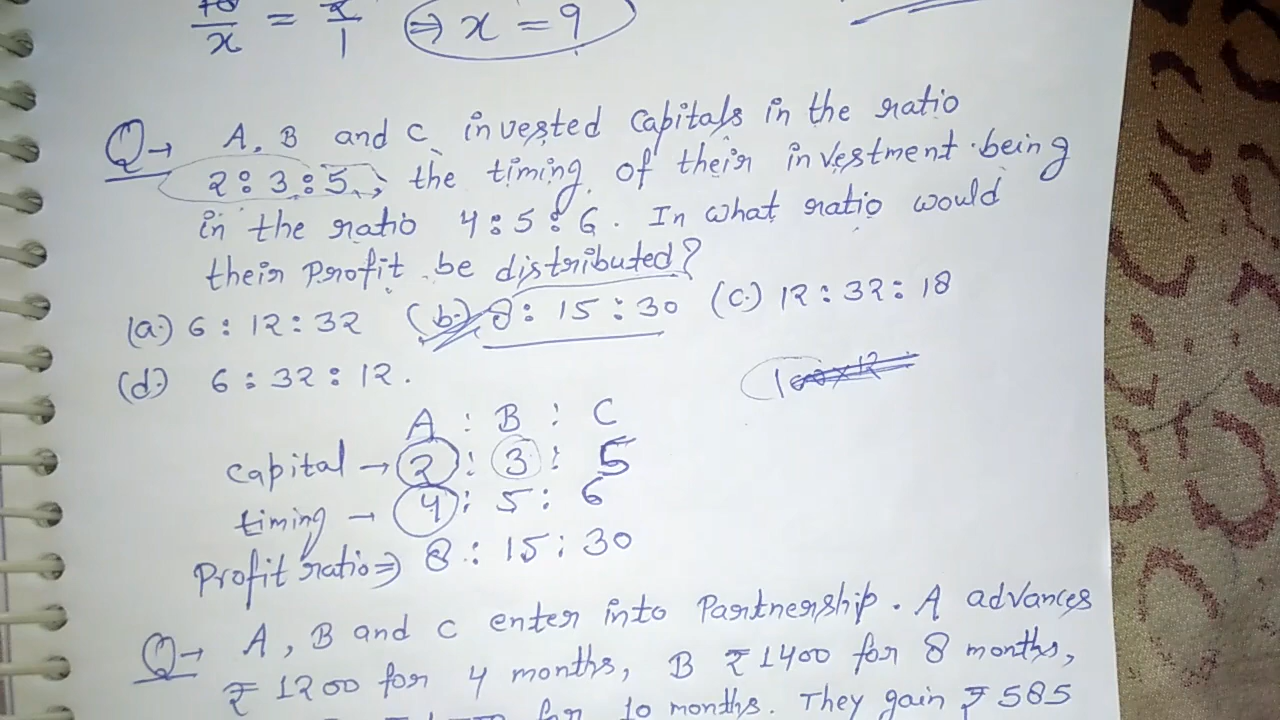 x = 1 ⇒ x = 9
Q→ A, B and C invested capitals in the ratio
2:3:5, the timing of their investment being
in the ratio 4:5:6. In what ratio would
their Profit be distributed?
(a.) 6 : 12 : 32 (b.) 8 : 15 : 30 (c.) 12 : 32 : 18
(d.) 6 : 32 : 12.
A : B : C
capital → 2 : 3 : 5
timing → 4 : 5 : 6
Profit ratio ⇒ 8 : 15 : 30
Q→ A, B and C enter into Partnership. A advances
₹ 1200 for 4 months, B ₹ 1400 for 8 months,
for 10 months. They gain ₹ 585